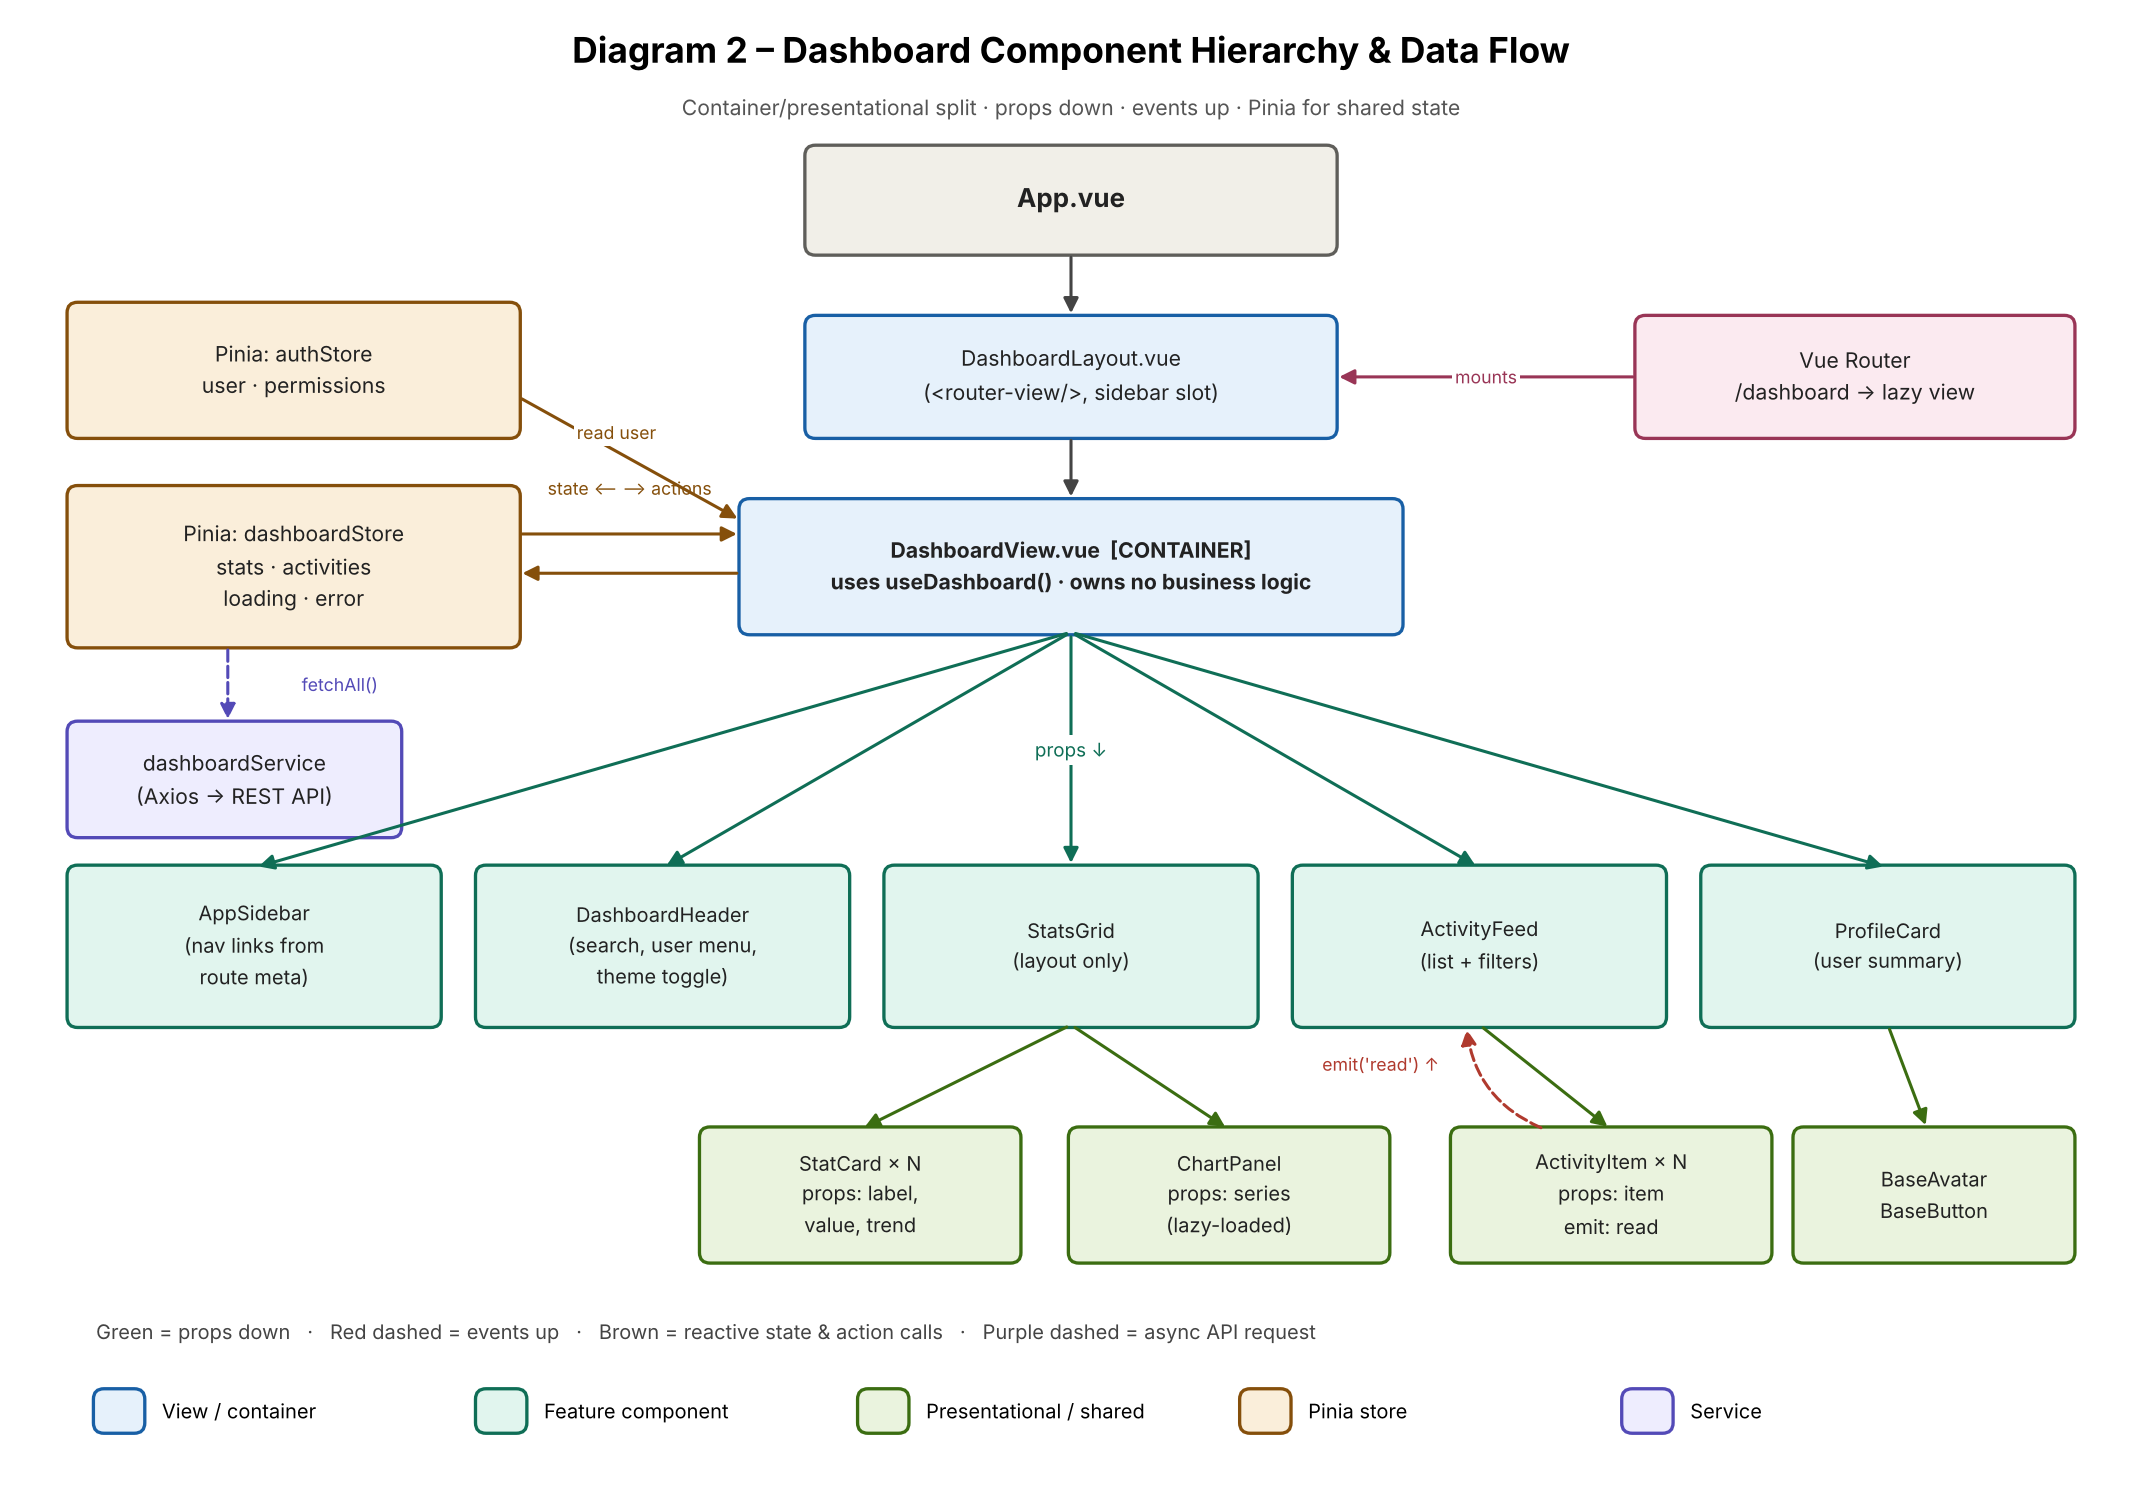 Diagram 2 – Dashboard Component Hierarchy & Data Flow
Container/presentational split · props down · events up · Pinia for shared state
App.vue
Pinia: authStore
user · permissions
DashboardLayout.vue
(<router-view/>, sidebar slot)
mounts
Vue Router
/dashboard → lazy view
read user
state ⟵ ⟶ actions
Pinia: dashboardStore
stats · activities
loading · error
DashboardView.vue [CONTAINER]
uses useDashboard() · owns no business logic
fetchAll()
dashboardService
(Axios → REST API)
props ↓
AppSidebar
(nav links from
route meta)
DashboardHeader
(search, user menu,
theme toggle)
StatsGrid
(layout only)
ActivityFeed
(list + filters)
ProfileCard
(user summary)
emit('read') ↑
StatCard × N
props: label,
value, trend
ChartPanel
props: series
(lazy-loaded)
ActivityItem × N
props: item
emit: read
BaseAvatar
BaseButton
Green = props down · Red dashed = events up · Brown = reactive state & action calls · Purple dashed = async API request
View / container
Feature component
Presentational / shared
Pinia store
Service